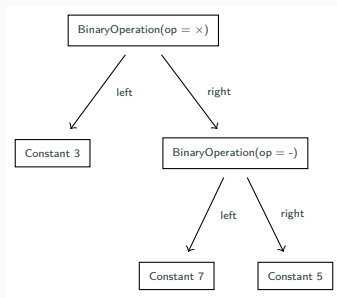 BinaryOperation(op = ×)
left
right
Constant 3
BinaryOperation(op = -)
left
right
Constant 7
Constant 5